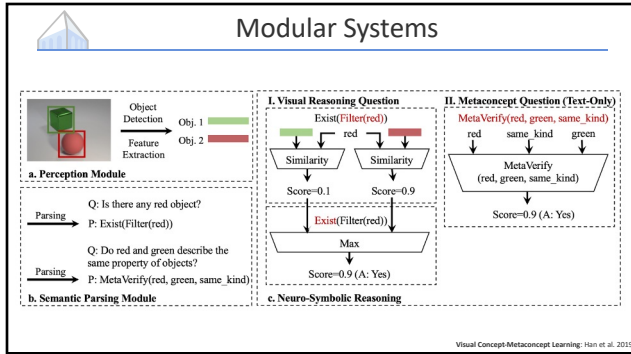 Modular Systems
Object
Detection
Feature
Extraction
Obj. 1
Obj. 2
a. Perception Module
Q: Is there any red object?
Parsing
P: Exist(Filter(red))
Q: Do red and green describe the
same property of objects?
Parsing
P: MetaVerify(red, green, same_kind)
b. Semantic Parsing Module
I. Visual Reasoning Question
Exist(Filter(red))
red
Similarity Similarity
Score=0.1 Score=0.9
Exist(Filter(red))
Max
Score=0.9 (A: Yes)
c. Neuro-Symbolic Reasoning
II. Metaconcept Question (Text-Only)
MetaVerify(red, green, same_kind)
red same_kind green
MetaVerify
(red, green, same_kind)
Score=0.9 (A: Yes)
Visual Concept-Metaconcept Learning: Han et al. 2019